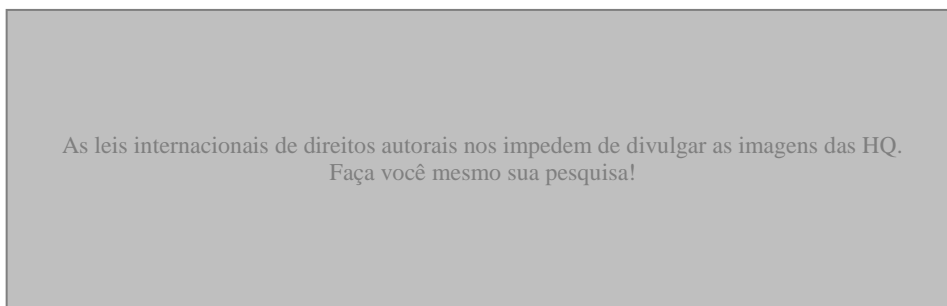 As leis internacionais de direitos autorais nos impedem de divulgar as imagens das HQ.
Faça você mesmo sua pesquisa!